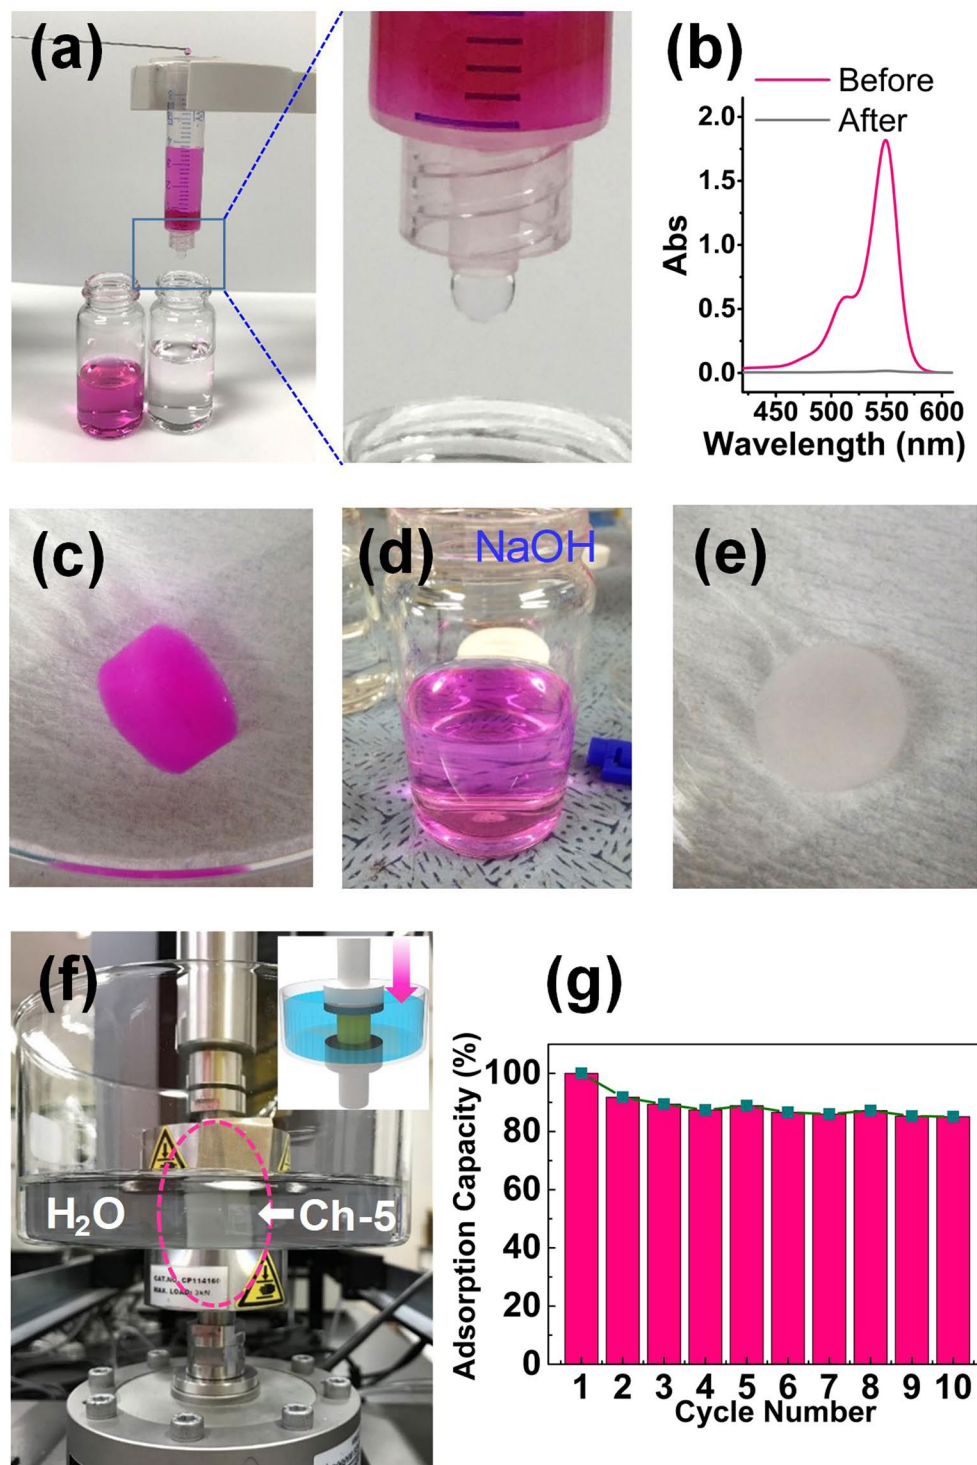 (a)
(b)
Before
After
2.0
1.5
1.0
0.5
0.0
Abs
450 500 550 600
Wavelength (nm)
(c)
(d)
NaOH
(e)
(f)
H₂O
Ch-5
CAT.NO. CP114160
MAX. LOAD: 3kN
(g)
Adsorption Capacity (%)
100
80
60
40
20
0
1 2 3 4 5 6 7 8 9 10
Cycle Number